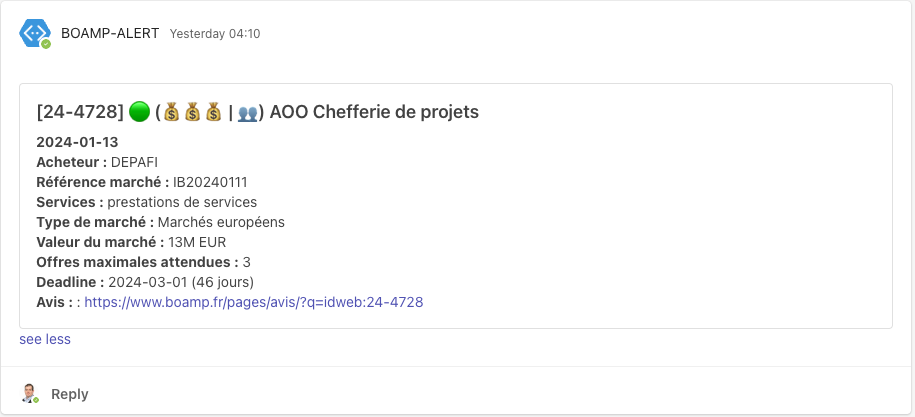 BOAMP-ALERT Yesterday 04:10
[24-4728] 🟢 (💰💰💰 | 👥) AOO Chefferie de projets
2024-01-13
Acheteur : DEPAFI
Référence marché : IB20240111
Services : prestations de services
Type de marché : Marchés européens
Valeur du marché : 13M EUR
Offres maximales attendues : 3
Deadline : 2024-03-01 (46 jours)
Avis : : https://www.boamp.fr/pages/avis/?q=idweb:24-4728
see less
Reply